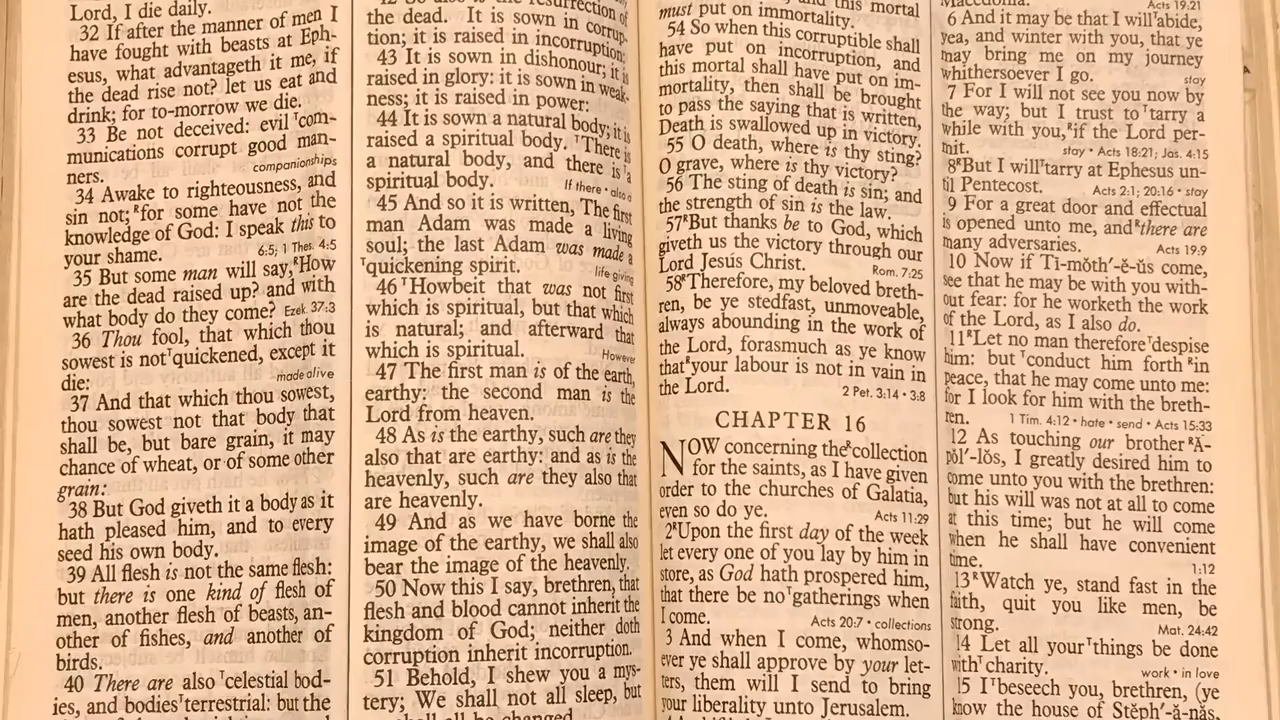 Lord, I die daily.
32 If after the manner of men I
have fought with beasts at Eph-
esus, what advantageth it me, if
the dead rise not? let us eat and
drink; for to-morrow we die.
33 Be not deceived: evil Tcom-
munications corrupt good man-
ners. companionships
34 Awake to righteousness, and
sin not; Rfor some have not the
knowledge of God: I speak this to
your shame. 6:5; 1 Thes. 4:5
35 But some man will say, RHow
are the dead raised up? and with
what body do they come? Ezek. 37:3
36 Thou fool, that which thou
sowest is not Tquickened, except it
die: made alive
37 And that which thou sowest,
thou sowest not that body that
shall be, but bare grain, it may
chance of wheat, or of some other
grain:
38 But God giveth it a body as it
hath pleased him, and to every
seed his own body.
39 All flesh is not the same flesh:
but there is one kind of flesh of
men, another flesh of beasts, an-
other of fishes, and another of
birds.
40 There are also Tcelestial bod-
ies, and bodies Tterrestrial: but the
resurrection of
the dead. It is sown in corrup-
tion; it is raised in incorruption:
43 It is sown in dishonour; it is
raised in glory: it is sown in weak-
ness; it is raised in power:
44 It is sown a natural body; it is
raised a spiritual body. TThere is
a natural body, and there is Ta
spiritual body. If there • also a
45 And so it is written, The first
man Adam was made a living
soul; the last Adam was made a
Tquickening spirit. life giving
46 THowbeit that was not first
which is spiritual, but that which
is natural; and afterward that
which is spiritual. However
47 The first man is of the earth,
earthy: the second man is the
Lord from heaven.
48 As is the earthy, such are they
also that are earthy: and as is the
heavenly, such are they also that
are heavenly.
49 And as we have borne the
image of the earthy, we shall also
bear the image of the heavenly.
50 Now this I say, brethren, that
flesh and blood cannot inherit the
kingdom of God; neither doth
corruption inherit incorruption.
51 Behold, I shew you a mys-
tery; We shall not all sleep, but
shall all be changed
this mortal
must put on immortality.
54 So when this corruptible shall
have put on incorruption, and
this mortal shall have put on im-
mortality, then shall be brought
to pass the saying that is written,
Death is swallowed up in victory.
55 O death, where is thy sting?
O grave, where is thy victory?
56 The sting of death is sin; and
the strength of sin is the law.
57 RBut thanks be to God, which
giveth us the victory through our
Lord Jesus Christ. Rom. 7:25
58 RTherefore, my beloved breth-
ren, be ye stedfast, unmoveable,
always abounding in the work of
the Lord, forasmuch as ye know
that Ryour labour is not in vain in
the Lord. 2 Pet. 3:14 • 3:8
CHAPTER 16
NOW concerning the Rcollection
for the saints, as I have given
order to the churches of Galatia,
even so do ye. Acts 11:29
2 RUpon the first day of the week
let every one of you lay by him in
store, as God hath prospered him,
that there be no Tgatherings when
I come. Acts 20:7 • collections
3 And when I come, whomso-
ever ye shall approve by your let-
ters, them will I send to bring
your liberality unto Jerusalem.
Macedonia. Acts 19:21
6 And it may be that I will Tabide,
yea, and winter with you, that ye
may bring me on my journey
whithersoever I go. stay
7 For I will not see you now by
the way; but I trust to Ttarry a
while with you, Rif the Lord per-
mit. stay • Acts 18:21; Jas. 4:15
8 RBut I will Ttarry at Ephesus un-
til Pentecost. Acts 2:1; 20:16 • stay
9 For a great door and effectual
is opened unto me, and Rthere are
many adversaries. Acts 19:9
10 Now if Tī-mŏth′-ĕ-ŭs come,
see that he may be with you with-
out fear: for he worketh the work
of the Lord, as I also do.
11 RLet no man therefore Tdespise
him: but Tconduct him forth Rin
peace, that he may come unto me:
for I look for him with the breth-
ren. 1 Tim. 4:12 • hate • send • Acts 15:33
12 As touching our brother RĂ-
pŏl′-lŏs, I greatly desired him to
come unto you with the brethren:
but his will was not at all to come
at this time; but he will come
when he shall have convenient
time. 1:12
13 RWatch ye, stand fast in the
faith, quit you like men, be
strong. Mat. 24:42
14 Let all your Tthings be done
with Tcharity. work • in love
15 I Tbeseech you, brethren, (ye
know the house of Stĕph′-ă-năs,